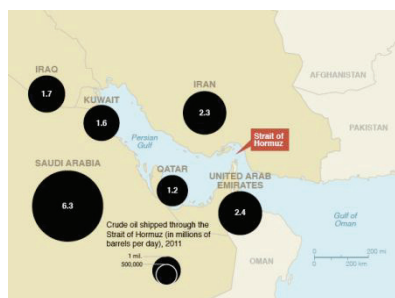 IRAQ
1.7
KUWAIT
1.6
IRAN
2.3
AFGHANISTAN
PAKISTAN
Persian
Gulf
Strait of
Hormuz
SAUDI ARABIA
6.3
QATAR
1.2
UNITED ARAB
EMIRATES
2.4
Gulf of
Oman
Crude oil shipped through the
Strait of Hormuz (in millions of
barrels per day), 2011
1 mil.
500,000
OMAN
0 200 mi
0 200 km